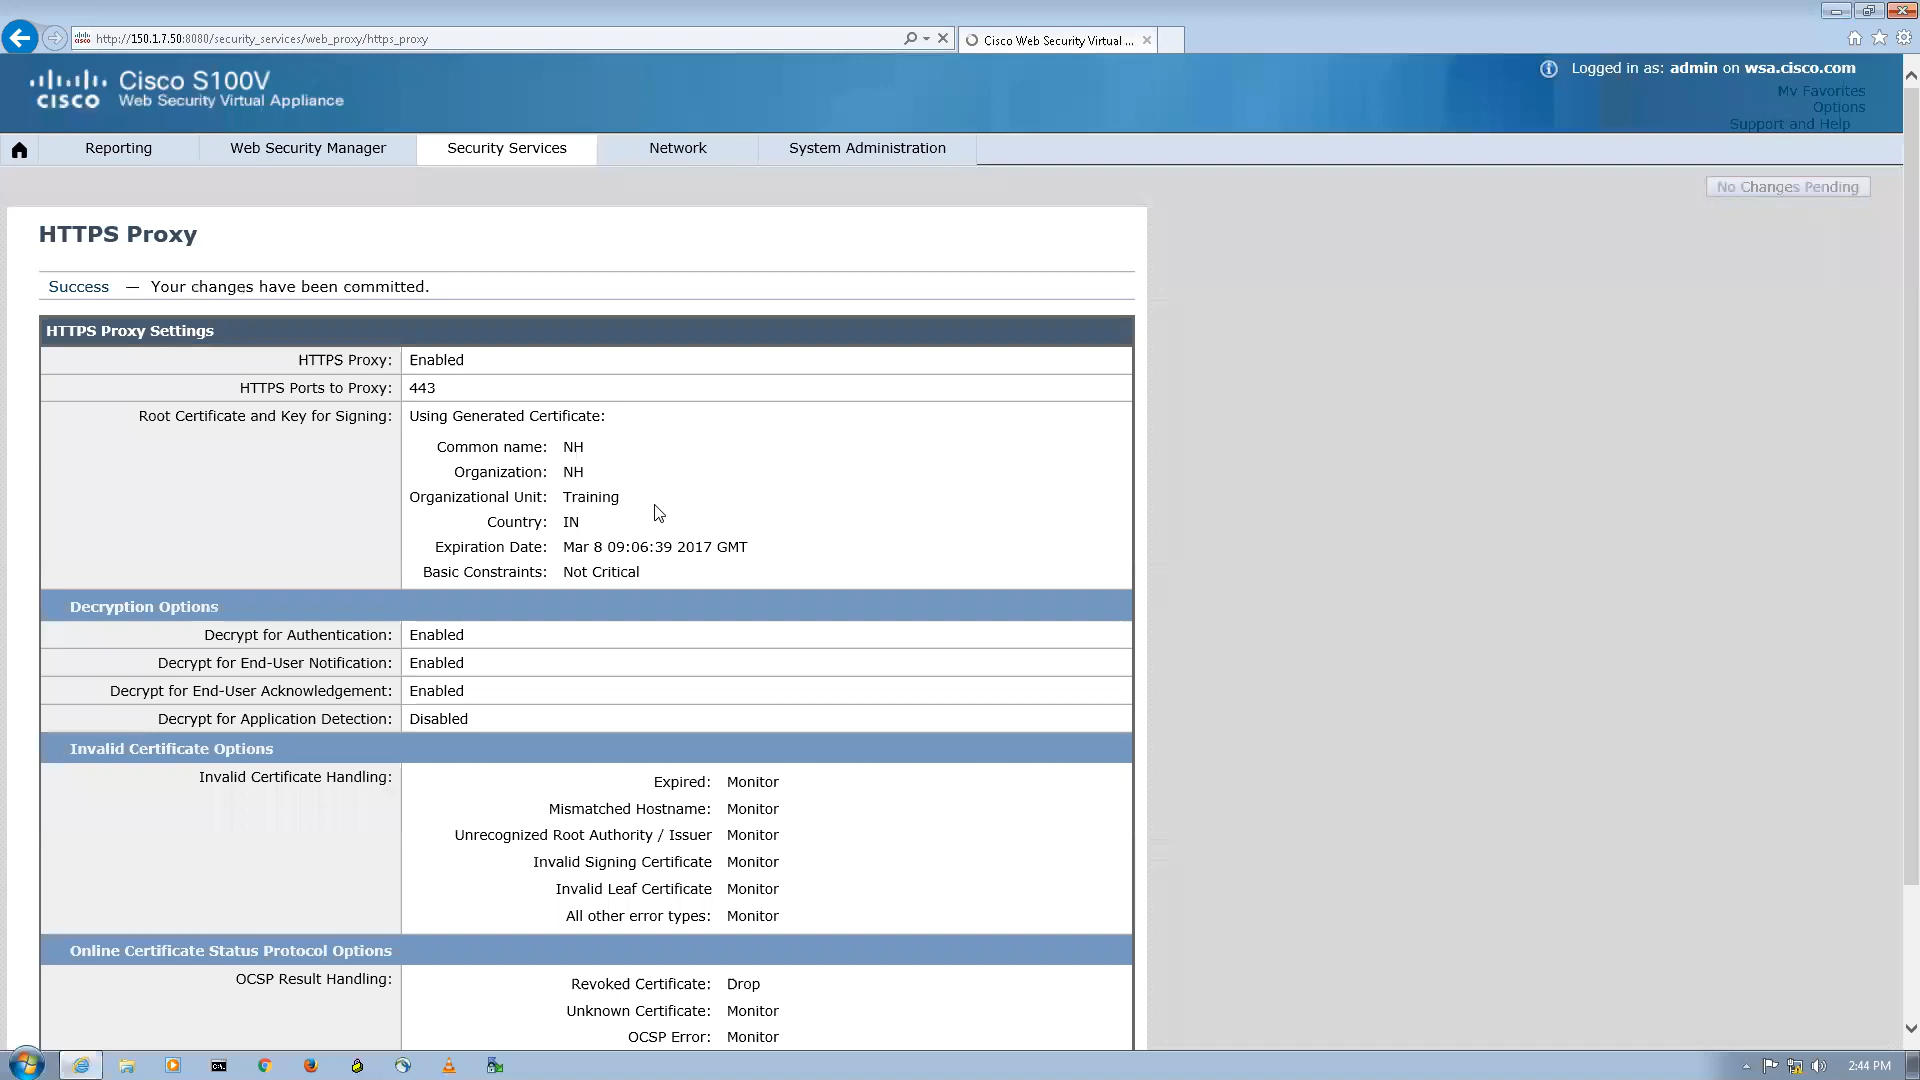 http://150.1.7.50:8080/security_services/web_proxy/https_proxy
Cisco Web Security Virtual ...
CISCO
Cisco S100V
Web Security Virtual Appliance
Logged in as: admin on wsa.cisco.com
My Favorites
Options
Support and Help
Reporting
Web Security Manager
Security Services
Network
System Administration
No Changes Pending
HTTPS Proxy
Success — Your changes have been committed.
HTTPS Proxy Settings
HTTPS Proxy: Enabled
HTTPS Ports to Proxy: 443
Root Certificate and Key for Signing: Using Generated Certificate:
Common name: NH
Organization: NH
Organizational Unit: Training
Country: IN
Expiration Date: Mar 8 09:06:39 2017 GMT
Basic Constraints: Not Critical
Decryption Options
Decrypt for Authentication: Enabled
Decrypt for End-User Notification: Enabled
Decrypt for End-User Acknowledgement: Enabled
Decrypt for Application Detection: Disabled
Invalid Certificate Options
Invalid Certificate Handling:
Expired: Monitor
Mismatched Hostname: Monitor
Unrecognized Root Authority / Issuer Monitor
Invalid Signing Certificate Monitor
Invalid Leaf Certificate Monitor
All other error types: Monitor
Online Certificate Status Protocol Options
OCSP Result Handling:
Revoked Certificate: Drop
Unknown Certificate: Monitor
OCSP Error: Monitor
2:44 PM